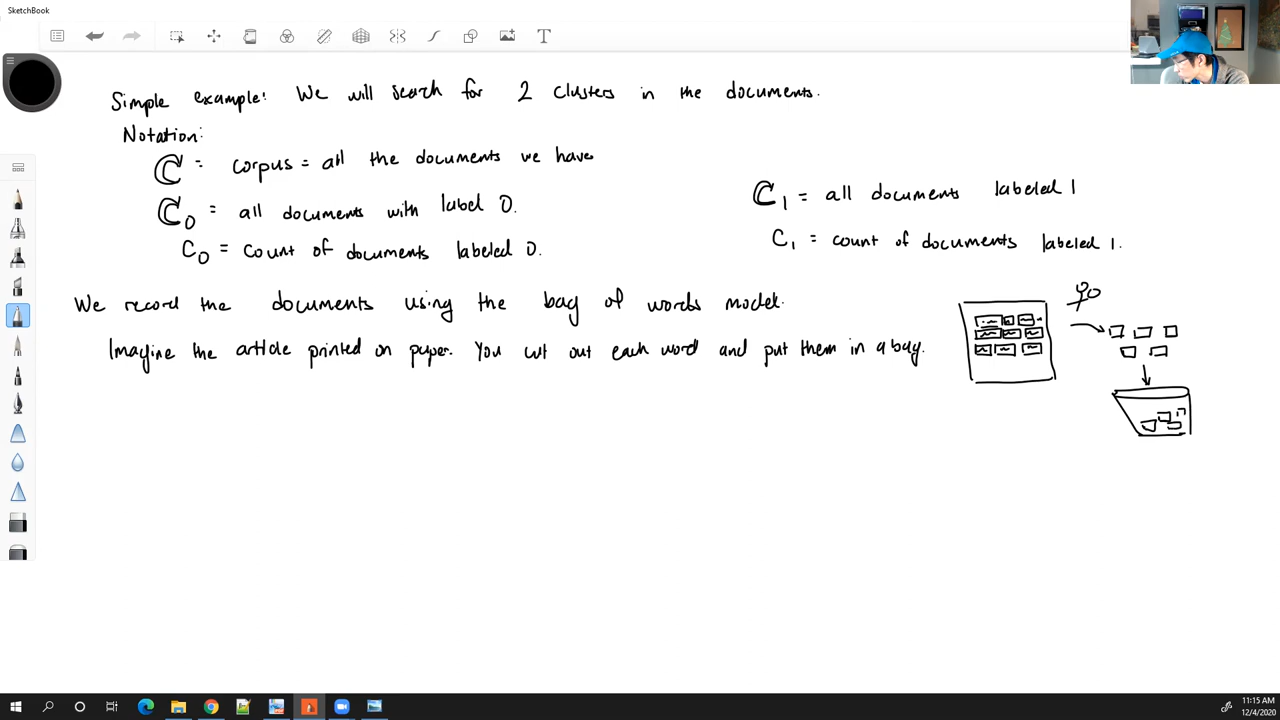 SketchBook
Simple example: We will search for 2 clusters in the documents.
Notation:
ℂ = corpus = all the documents we have
ℂ₀ = all documents with label 0.
ℂ₁ = all documents labeled 1
C₀ = count of documents labeled 0.
C₁ = count of documents labeled 1.
We record the documents using the bag of words model.
Imagine the article printed on paper. You cut out each word and put them in a bag.
11:15 AM
12/4/2020